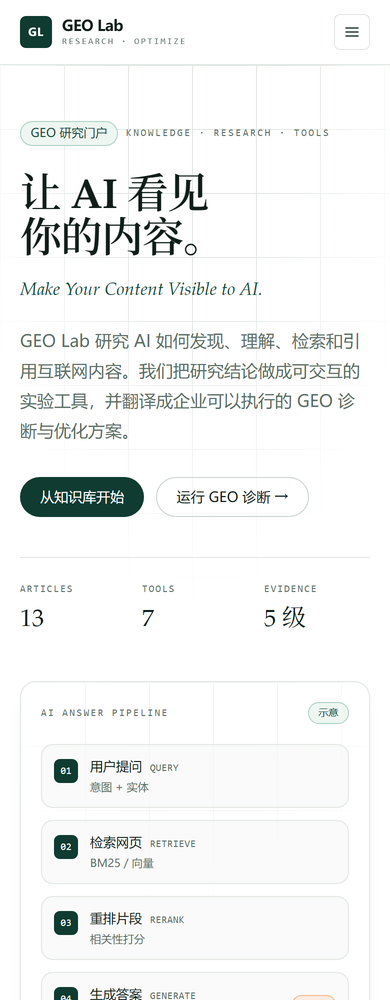 GL
GEO Lab
RESEARCH · OPTIMIZE
GEO 研究门户 KNOWLEDGE · RESEARCH · TOOLS
让 AI 看见
你的内容。
Make Your Content Visible to AI.
GEO Lab 研究 AI 如何发现、理解、检索和引
用互联网内容。我们把研究结论做成可交互的
实验工具，并翻译成企业可以执行的 GEO 诊
断与优化方案。
从知识库开始 运行 GEO 诊断 →
ARTICLES TOOLS EVIDENCE
13 7 5 级
AI ANSWER PIPELINE 示意
01 用户提问 QUERY
意图 + 实体
02 检索网页 RETRIEVE
BM25 / 向量
03 重排片段 RERANK
相关性打分
04 生成答案 GENERATE